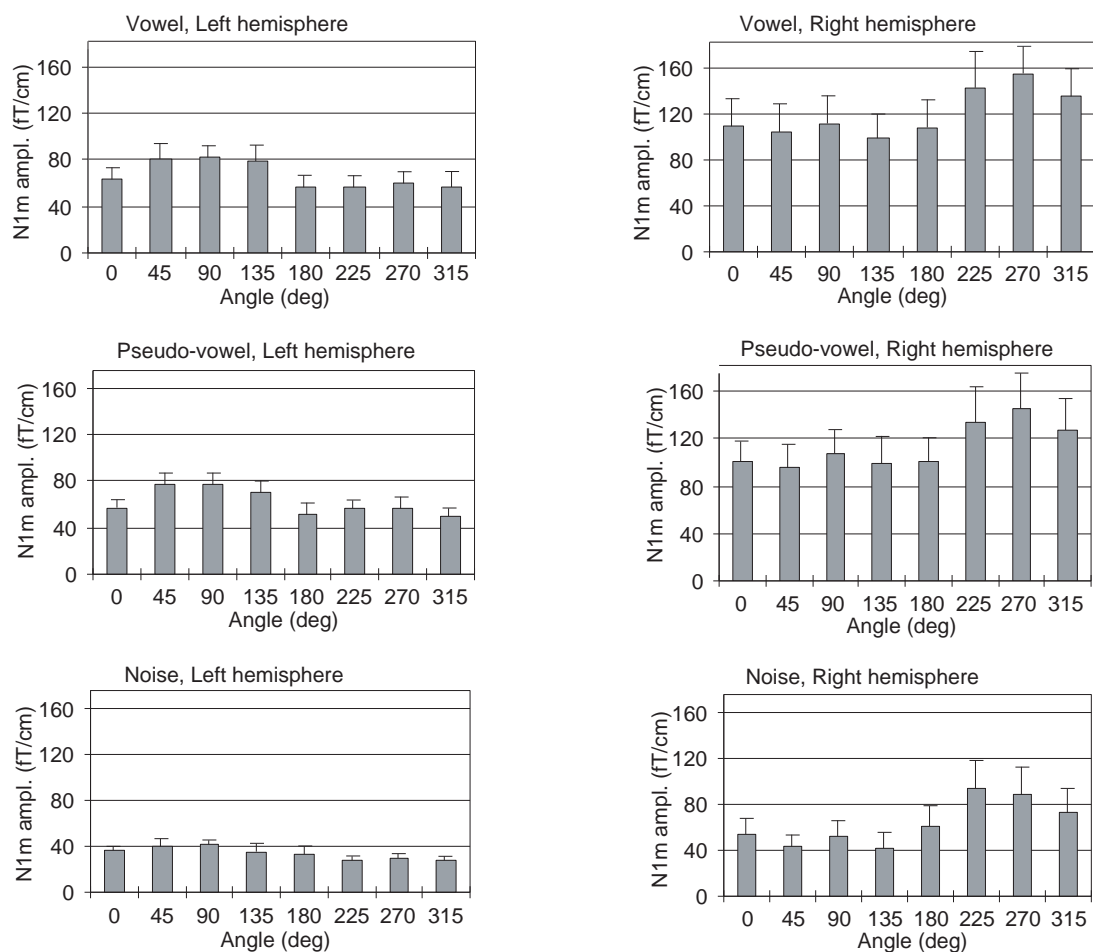 Vowel, Left hemisphere
N1m ampl. (fT/cm)
160
120
80
40
0
0 45 90 135 180 225 270 315
Angle (deg)
Vowel, Right hemisphere
N1m ampl. (fT/cm)
160
120
80
40
0
0 45 90 135 180 225 270 315
Angle (deg)
Pseudo-vowel, Left hemisphere
N1m ampl. (fT/cm)
160
120
80
40
0
0 45 90 135 180 225 270 315
Angle (deg)
Pseudo-vowel, Right hemisphere
N1m ampl. (fT/cm)
160
120
80
40
0
0 45 90 135 180 225 270 315
Angle (deg)
Noise, Left hemisphere
N1m ampl. (fT/cm)
160
120
80
40
0
0 45 90 135 180 225 270 315
Angle (deg)
Noise, Right hemisphere
N1m ampl. (fT/cm)
160
120
80
40
0
0 45 90 135 180 225 270 315
Angle (deg)